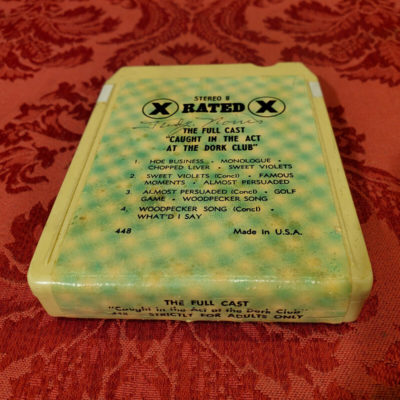 STEREO 8
X RATED X
THE FULL CAST
"CAUGHT IN THE ACT
AT THE DORK CLUB"
1. HOE BUSINESS • MONOLOGUE •
CHOPPED LIVER • SWEET VIOLETS
2. SWEET VIOLETS (Concl) • FAMOUS
MOMENTS • ALMOST PERSUADED
3. ALMOST PERSUADED (Concl) • GOLF
GAME • WOODPECKER SONG
4. WOODPECKER SONG (Concl) •
WHAT'D I SAY
448 Made in U.S.A.
THE FULL CAST
"Caught in the Act at the Dork Club"
448 STRICTLY FOR ADULTS ONLY